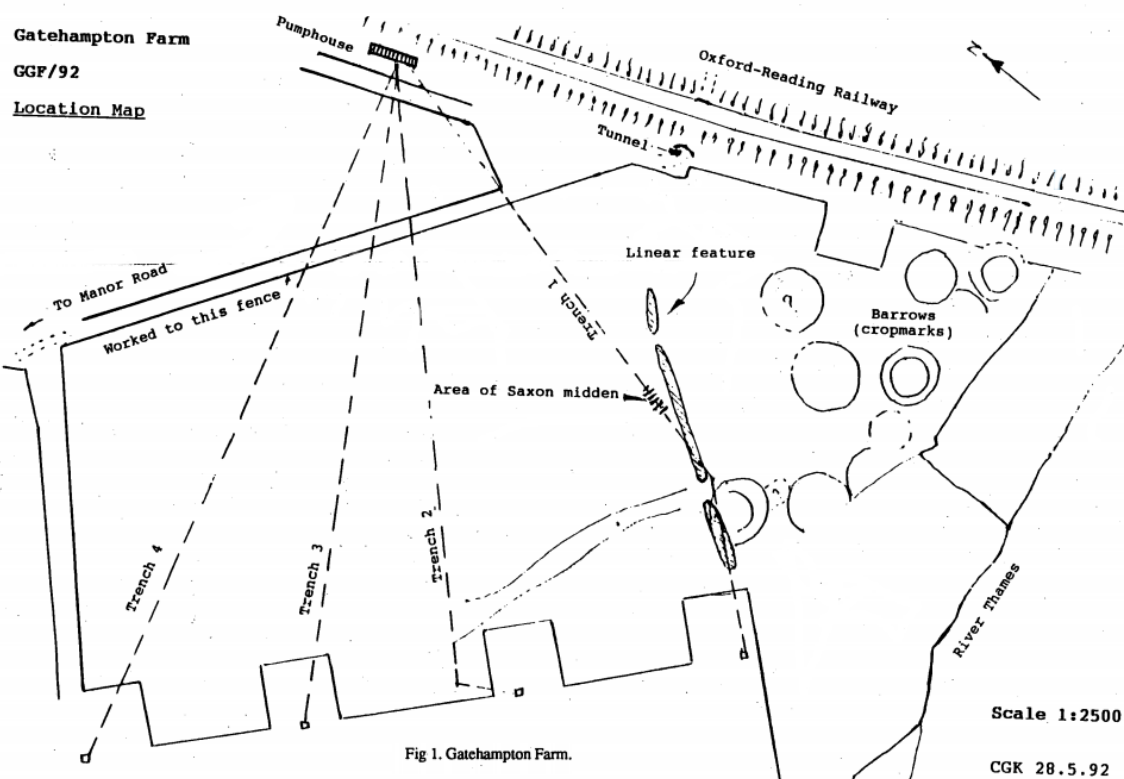 Gatehampton Farm
GGF/92
Location Map
Pumphouse
N
Oxford-Reading Railway
Tunnel
To Manor Road
Worked to this fence
Linear feature
Trench 1
Barrows
(cropmarks)
Area of Saxon midden
Trench 4
Trench 3
Trench 2
River Thames
Scale 1:2500
CGK 28.5.92
Fig 1. Gatehampton Farm.